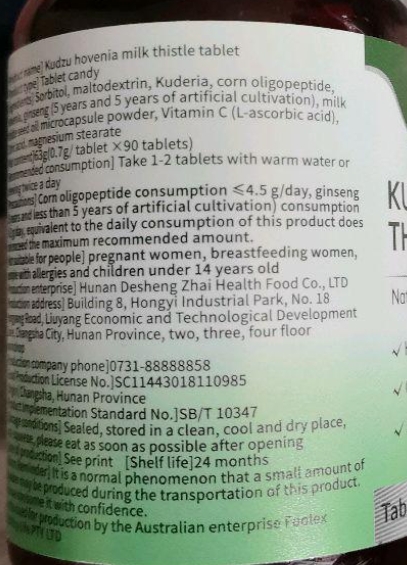 name] Kudzu hovenia milk thistle tablet
type] Tablet candy
Sorbitol, maltodextrin, Kuderia, corn oligopeptide,
ginseng (5 years and 5 years of artificial cultivation), milk
oil microcapsule powder, Vitamin C (L-ascorbic acid),
magnesium stearate
63g(0.7g/ tablet ×90 tablets)
consumption] Take 1-2 tablets with warm water or
twice a day
Corn oligopeptide consumption ≤4.5 g/day, ginseng
and less than 5 years of artificial cultivation) consumption
equivalent to the daily consumption of this product does
the maximum recommended amount.
for people] pregnant women, breastfeeding women,
with allergies and children under 14 years old
enterprise] Hunan Desheng Zhai Health Food Co., LTD
address] Building 8, Hongyi Industrial Park, No. 18
Road, Liuyang Economic and Technological Development
Changsha City, Hunan Province, two, three, four floor
company phone]0731-88888858
Production License No.]SC11443018110985
Changsha, Hunan Province
Implementation Standard No.]SB/T 10347
conditions] Sealed, stored in a clean, cool and dry place,
please eat as soon as possible after opening
production] See print [Shelf life]24 months
It is a normal phenomenon that a small amount of
may be produced during the transportation of this product.
it with confidence.
for production by the Australian enterprise
PTY LTD
KU
TH
Nat
Tab